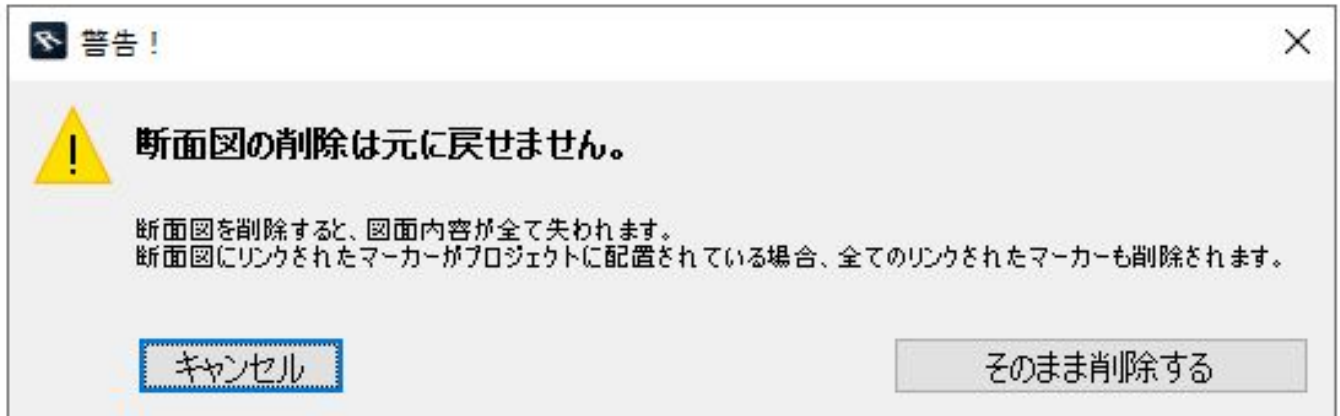 警告！
断面図の削除は元に戻せません。
断面図を削除すると、図面内容が全て失われます。
断面図にリンクされたマーカーがプロジェクトに配置されている場合、全てのリンクされたマーカーも削除されます。
キャンセル
そのまま削除する